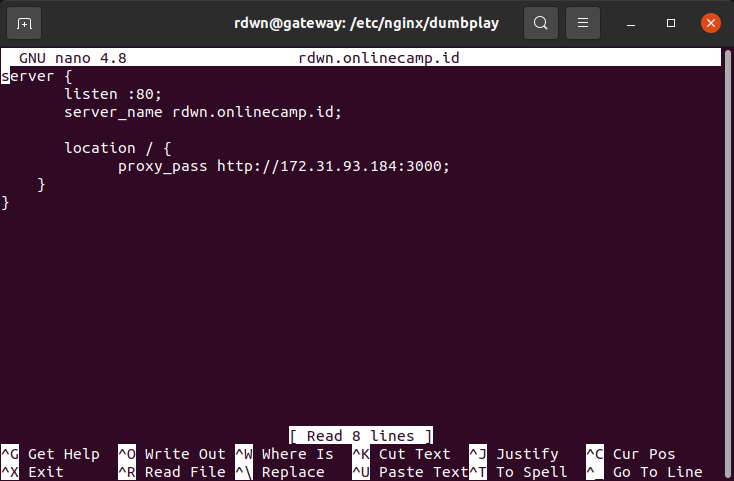 rdwn@gateway: /etc/nginx/dumbplay
GNU nano 4.8 rdwn.onlinecamp.id
server {
listen :80;
server_name rdwn.onlinecamp.id;
location / {
proxy_pass http://172.31.93.184:3000;
}
}
[ Read 8 lines ]
^G Get Help ^O Write Out ^W Where Is ^K Cut Text ^J Justify ^C Cur Pos
^X Exit ^R Read File ^\ Replace ^U Paste Text ^T To Spell ^_ Go To Line